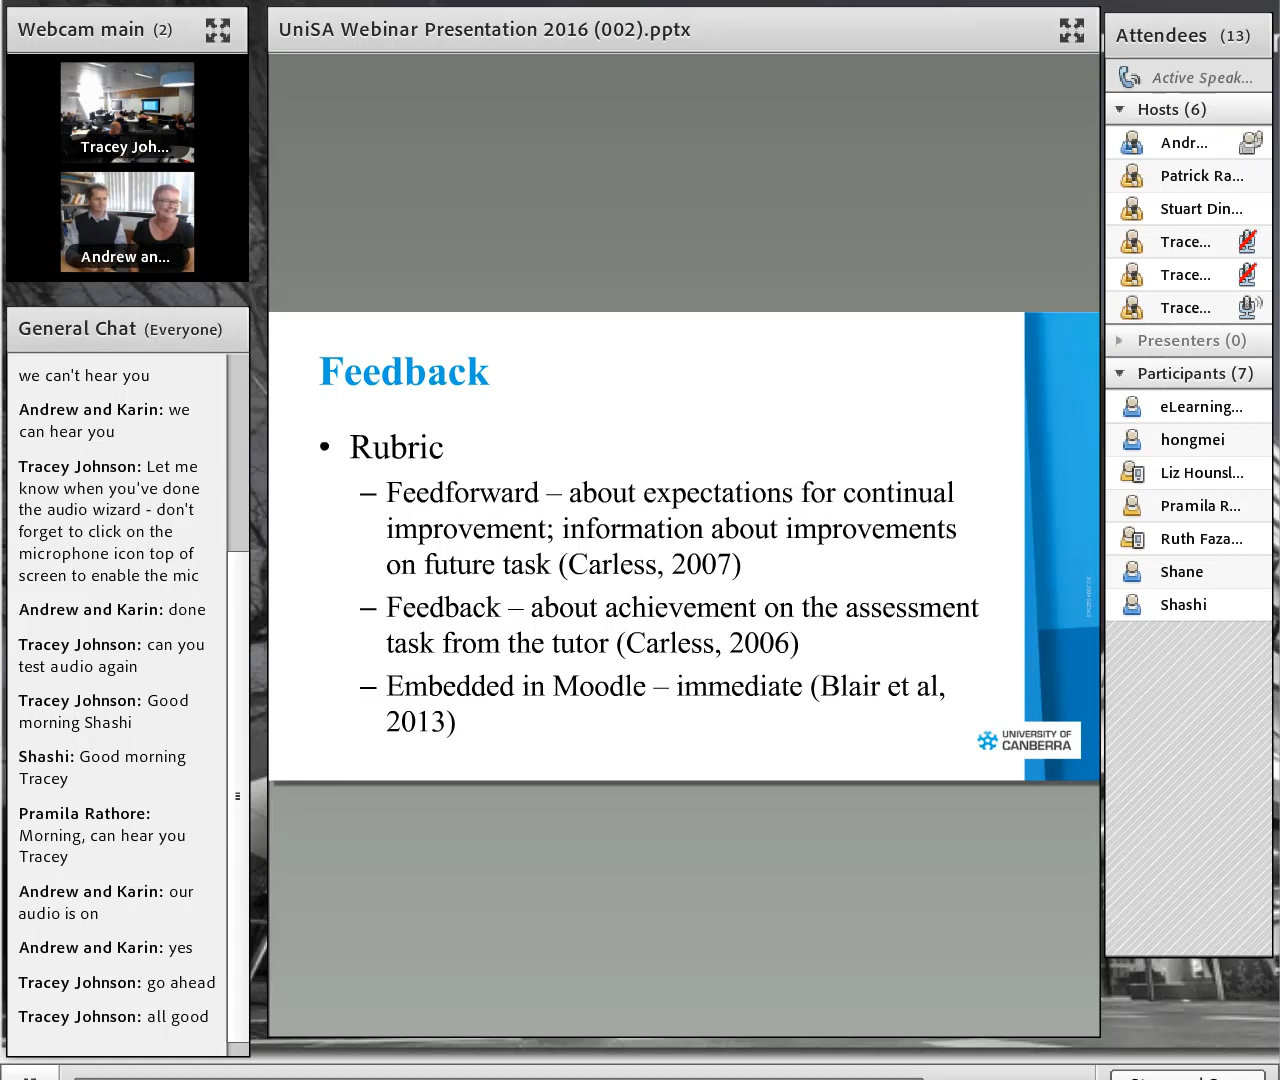 Webcam main (2)
Tracey Joh...
Andrew an...
General Chat (Everyone)
we can't hear you
Andrew and Karin: we
can hear you
Tracey Johnson: Let me
know when you've done
the audio wizard - don't
forget to click on the
microphone icon top of
screen to enable the mic
Andrew and Karin: done
Tracey Johnson: can you
test audio again
Tracey Johnson: Good
morning Shashi
Shashi: Good morning
Tracey
Pramila Rathore:
Morning, can hear you
Tracey
Andrew and Karin: our
audio is on
Andrew and Karin: yes
Tracey Johnson: go ahead
Tracey Johnson: all good
UniSA Webinar Presentation 2016 (002).pptx
Feedback
• Rubric
– Feedforward – about expectations for continual
improvement; information about improvements
on future task (Carless, 2007)
– Feedback – about achievement on the assessment
task from the tutor (Carless, 2006)
– Embedded in Moodle – immediate (Blair et al,
2013)
UNIVERSITY OF
CANBERRA
Attendees (13)
Active Speak...
Hosts (6)
Andr...
Patrick Ra...
Stuart Din...
Trace...
Trace...
Trace...
Presenters (0)
Participants (7)
eLearning...
hongmei
Liz Hounsl...
Pramila R...
Ruth Faza...
Shane
Shashi